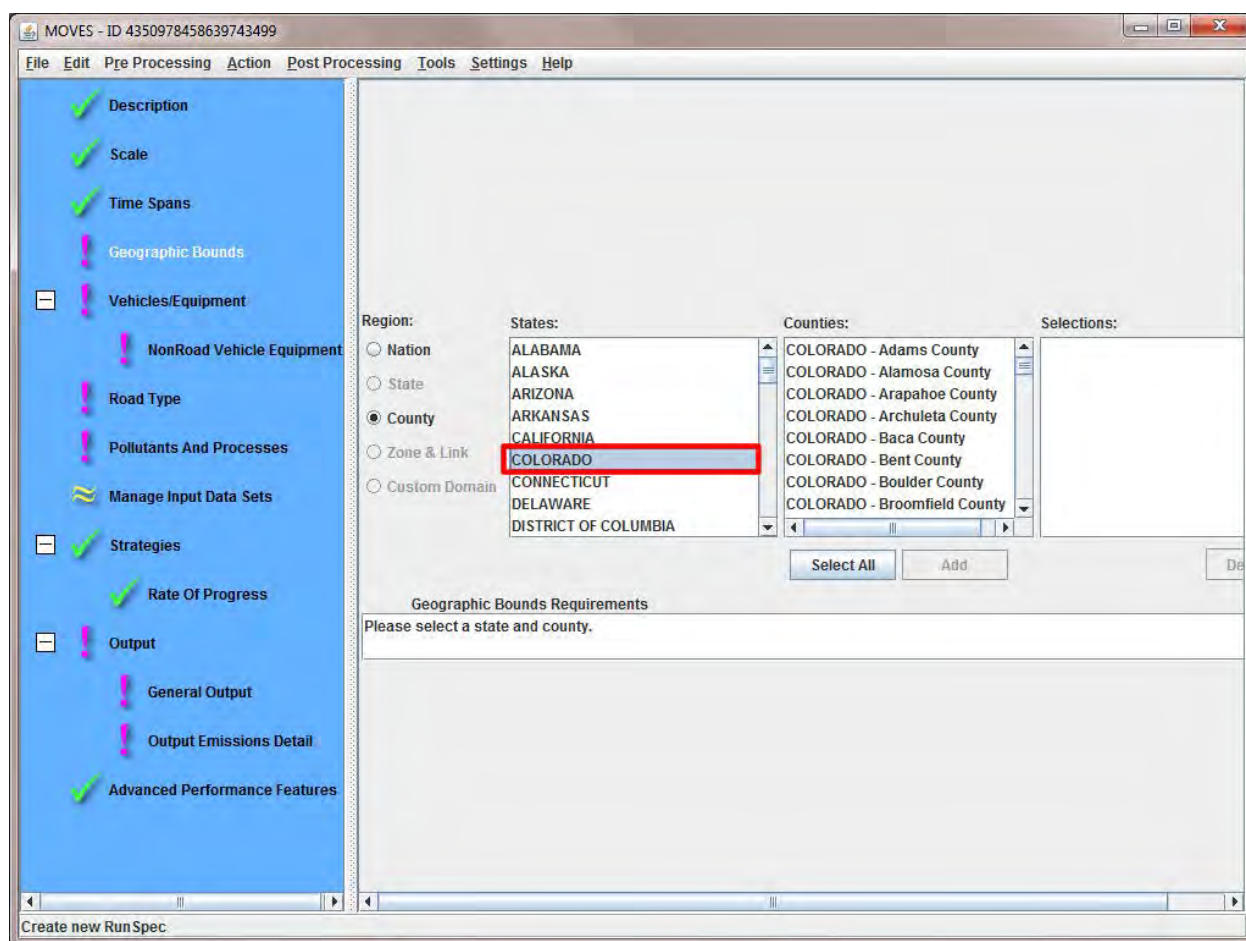 MOVES - ID 4350978458639743499
File Edit Pre Processing Action Post Processing Tools Settings Help
Description
Scale
Time Spans
Geographic Bounds
Vehicles/Equipment
NonRoad Vehicle Equipment
Road Type
Pollutants And Processes
Manage Input Data Sets
Strategies
Rate Of Progress
Output
General Output
Output Emissions Detail
Advanced Performance Features
Region:
Nation
State
County
Zone & Link
Custom Domain
States:
ALABAMA
ALASKA
ARIZONA
ARKANSAS
CALIFORNIA
COLORADO
CONNECTICUT
DELAWARE
DISTRICT OF COLUMBIA
Counties:
COLORADO - Adams County
COLORADO - Alamosa County
COLORADO - Arapahoe County
COLORADO - Archuleta County
COLORADO - Baca County
COLORADO - Bent County
COLORADO - Boulder County
COLORADO - Broomfield County
Selections:
Select All
Add
De
Geographic Bounds Requirements
Please select a state and county.
Create new RunSpec